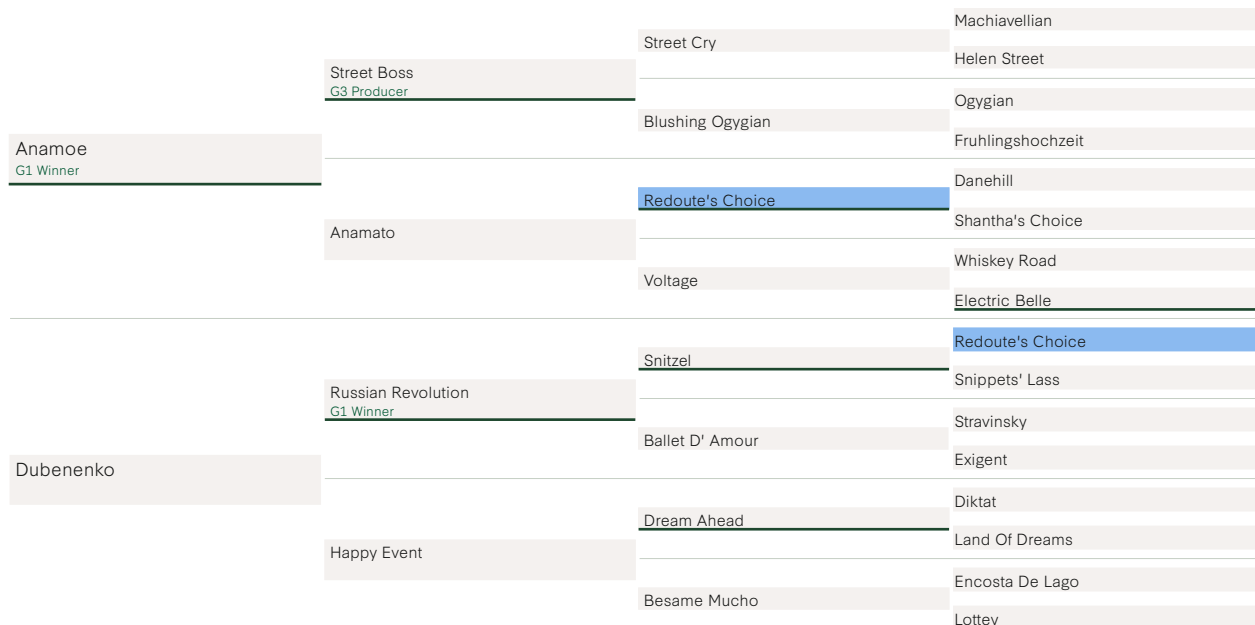 Machiavellian
Street Cry
Helen Street
Street Boss
G3 Producer
Ogygian
Blushing Ogygian
Fruhlingshochzeit
Anamoe
G1 Winner
Danehill
Redoute's Choice
Shantha's Choice
Anamato
Whiskey Road
Voltage
Electric Belle
Redoute's Choice
Snitzel
Snippets' Lass
Russian Revolution
G1 Winner
Stravinsky
Ballet D' Amour
Exigent
Dubenenko
Diktat
Dream Ahead
Land Of Dreams
Happy Event
Encosta De Lago
Besame Mucho
Lottey